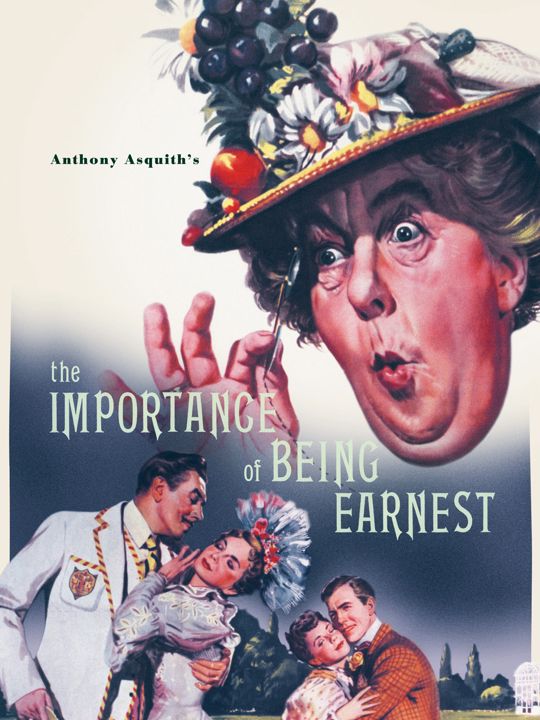 Anthony Asquith's
the
IMPORTANCE
of BEING
EARNEST